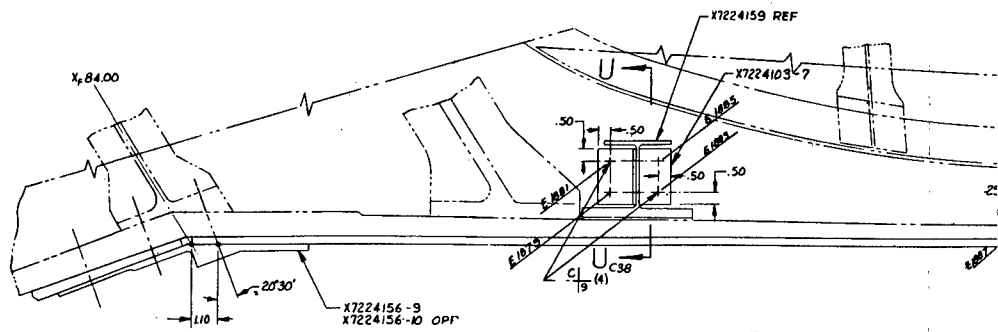 X7224159 REF
XF 84.00
U
X7224103-7
.50
.50
E 1885
E 1883
.50
.50
E 1881
E 1879
U C38
C
9 (4)
E1887
20°30'
X7224156-9
X7224156-10 OPP
1.10